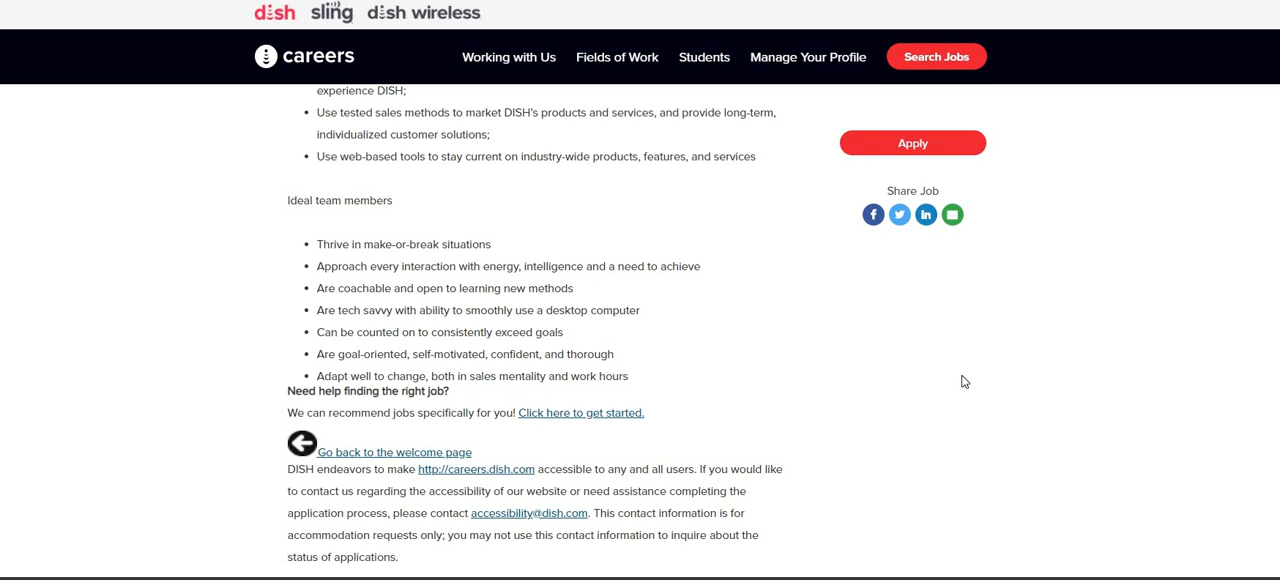 dish sling dish wireless
careers Working with Us Fields of Work Students Manage Your Profile Search Jobs
experience DISH;
• Use tested sales methods to market DISH's products and services, and provide long-term,
individualized customer solutions;
Apply
• Use web-based tools to stay current on industry-wide products, features, and services
Share Job
Ideal team members
• Thrive in make-or-break situations
• Approach every interaction with energy, intelligence and a need to achieve
• Are coachable and open to learning new methods
• Are tech savvy with ability to smoothly use a desktop computer
• Can be counted on to consistently exceed goals
• Are goal-oriented, self-motivated, confident, and thorough
• Adapt well to change, both in sales mentality and work hours
Need help finding the right job?
We can recommend jobs specifically for you! Click here to get started.
Go back to the welcome page
DISH endeavors to make http://careers.dish.com accessible to any and all users. If you would like
to contact us regarding the accessibility of our website or need assistance completing the
application process, please contact accessibility@dish.com. This contact information is for
accommodation requests only; you may not use this contact information to inquire about the
status of applications.